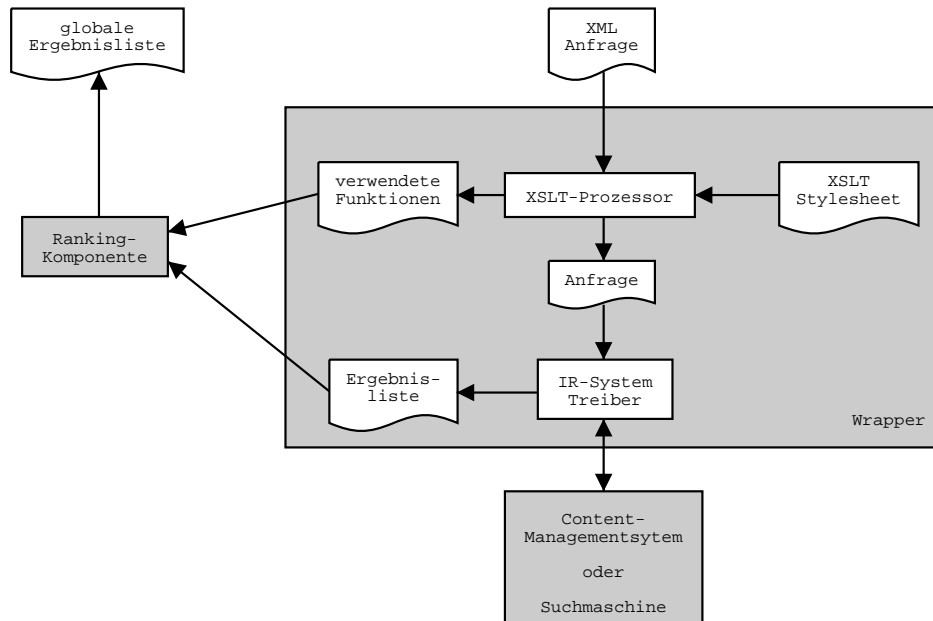 globale
Ergebnisliste
XML
Anfrage
verwendete
Funktionen
XSLT-Prozessor
XSLT
Stylesheet
Ranking-
Komponente
Anfrage
Ergebnis-
liste
IR-System
Treiber
Wrapper
Content-
Managementsytem
oder
Suchmaschine